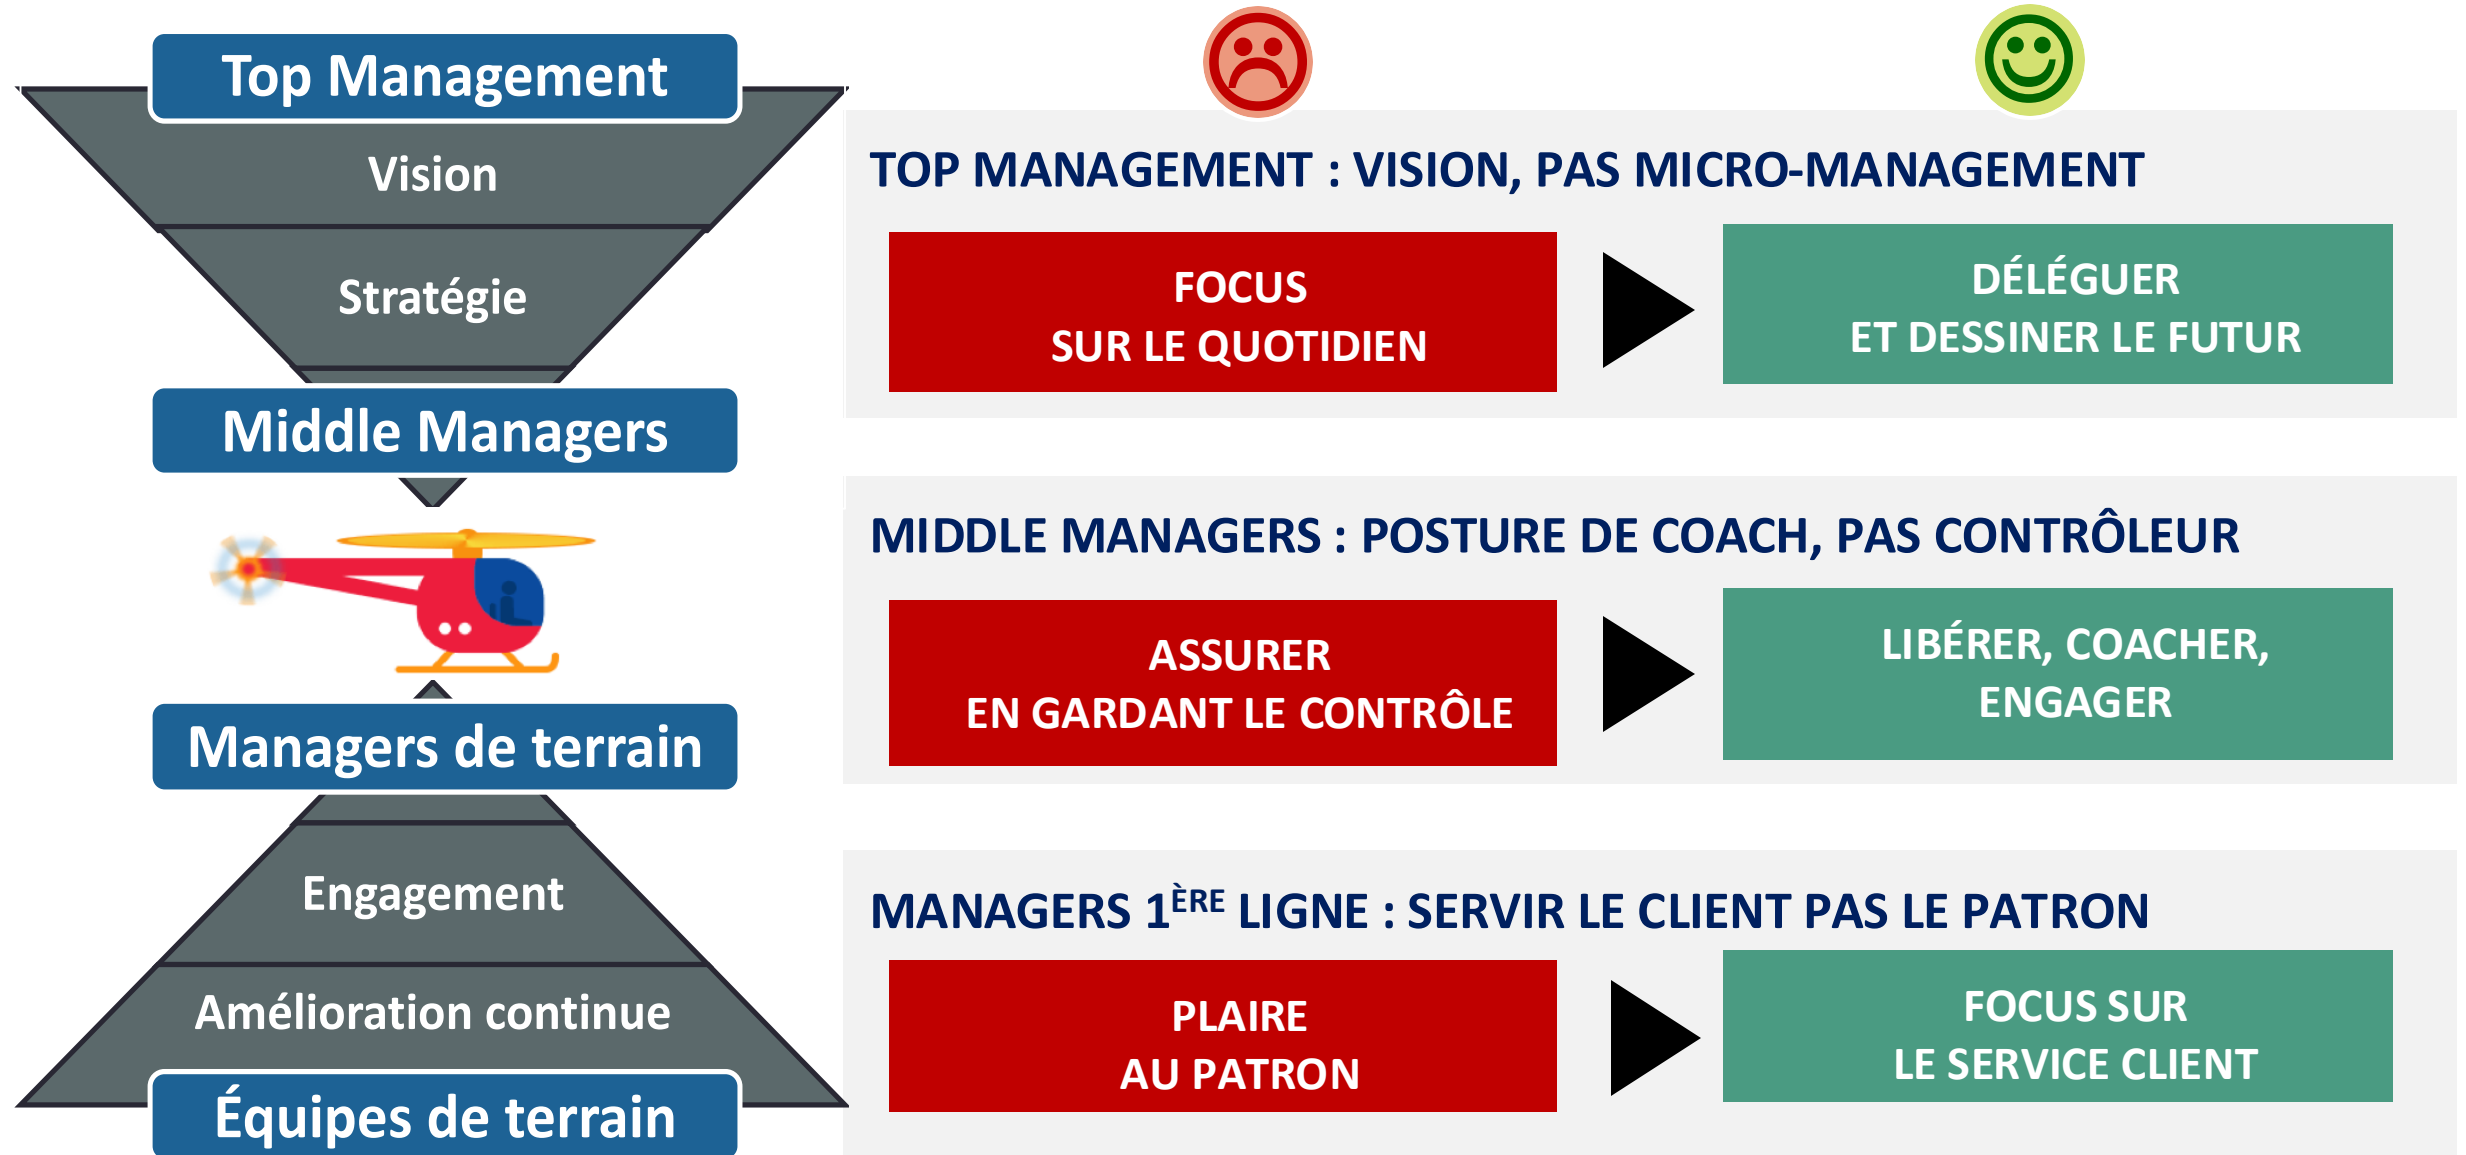 Top Management
Vision
Stratégie
Middle Managers
Managers de terrain
Engagement
Amélioration continue
Équipes de terrain
TOP MANAGEMENT : VISION, PAS MICRO-MANAGEMENT
FOCUS
SUR LE QUOTIDIEN
DÉLÉGUER
ET DESSINER LE FUTUR
MIDDLE MANAGERS : POSTURE DE COACH, PAS CONTRÔLEUR
ASSURER
EN GARDANT LE CONTRÔLE
LIBÉRER, COACHER,
ENGAGER
MANAGERS 1ÈRE LIGNE : SERVIR LE CLIENT PAS LE PATRON
PLAIRE
AU PATRON
FOCUS SUR
LE SERVICE CLIENT